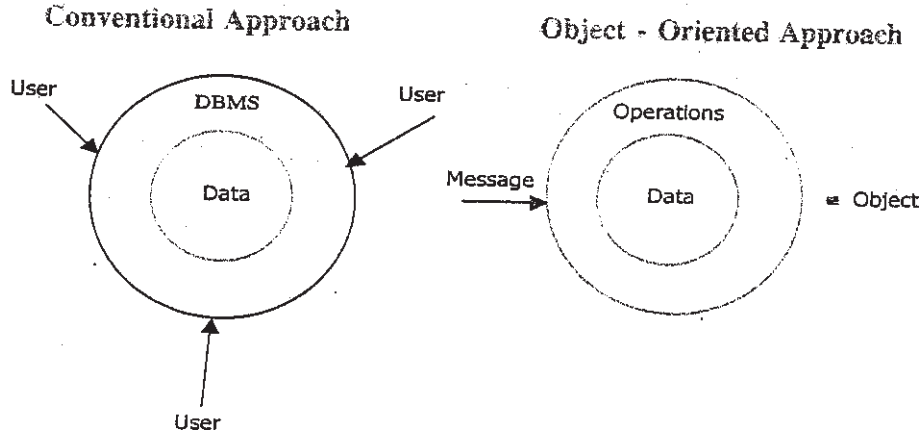 Conventional Approach
User
DBMS
User
Data
User
Object - Oriented Approach
Operations
Message
Data
= Object